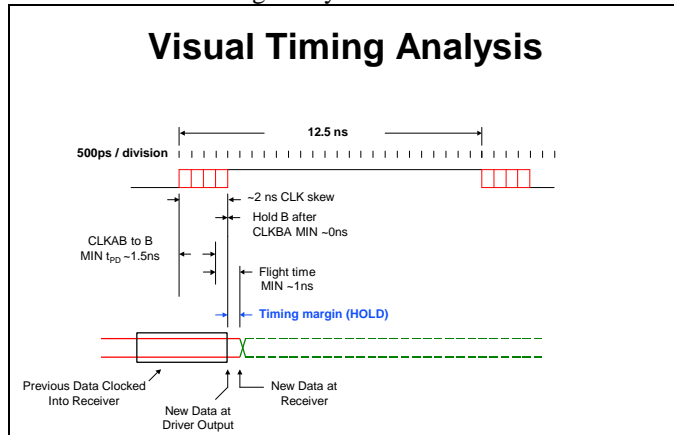 Visual Timing Analysis
12.5 ns
500ps / division
~2 ns CLK skew
Hold B after
CLKBA MIN ~0ns
CLKAB to B
MIN tPD ~1.5ns
Flight time
MIN ~1ns
Timing margin (HOLD)
Previous Data Clocked
Into Receiver
New Data at
Driver Output
New Data at
Receiver